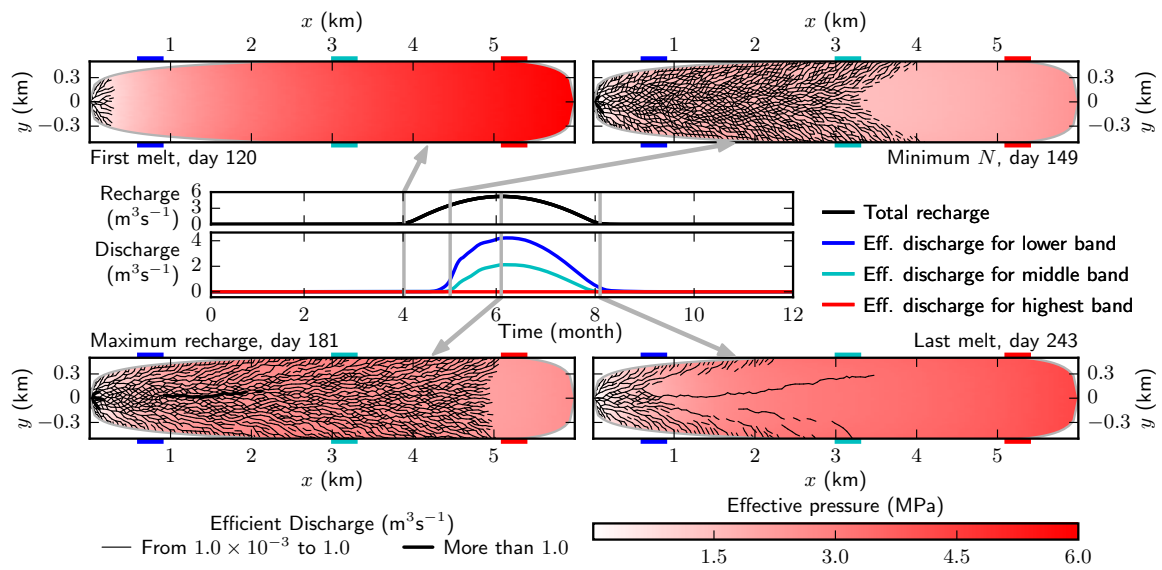 x (km)
x (km)
1 2 3 4 5
1 2 3 4 5
y (km)
0.3
0
−0.3
0.3
0
−0.3
y (km)
First melt, day 120
Minimum N, day 149
Recharge
(m³s⁻¹)
6
3
0
Discharge
(m³s⁻¹)
4
2
0
0 2 4 6 8 10 12
Time (month)
Total recharge
Eff. discharge for lower band
Eff. discharge for middle band
Eff. discharge for highest band
Maximum recharge, day 181
Last melt, day 243
y (km)
0.3
0
−0.3
0.3
0
−0.3
y (km)
1 2 3 4 5
1 2 3 4 5
x (km)
x (km)
Efficient Discharge (m³s⁻¹)
From 1.0 × 10⁻³ to 1.0
More than 1.0
Effective pressure (MPa)
1.5 3.0 4.5 6.0